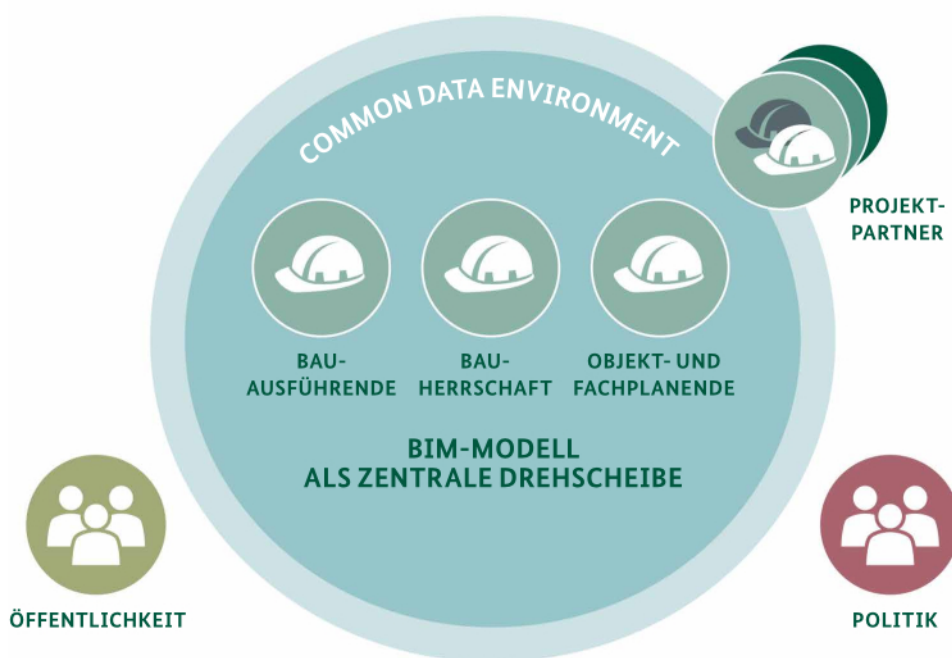 COMMON DATA ENVIRONMENT
PROJEKT-
PARTNER
BAU-
AUSFÜHRENDE
BAU-
HERRSCHAFT
OBJEKT- UND
FACHPLANENDE
BIM-MODELL
ALS ZENTRALE DREHSCHEIBE
ÖFFENTLICHKEIT
POLITIK